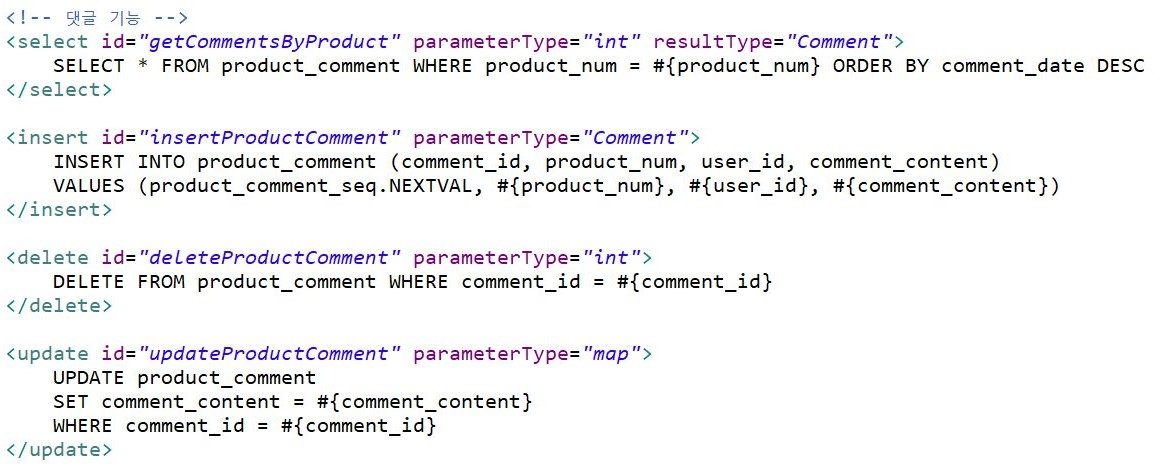 <!-- 댓글 기능 -->
<select id="getCommentsByProduct" parameterType="int" resultType="Comment">
    SELECT * FROM product_comment WHERE product_num = #{product_num} ORDER BY comment_date DESC
</select>

<insert id="insertProductComment" parameterType="Comment">
    INSERT INTO product_comment (comment_id, product_num, user_id, comment_content)
    VALUES (product_comment_seq.NEXTVAL, #{product_num}, #{user_id}, #{comment_content})
</insert>

<delete id="deleteProductComment" parameterType="int">
    DELETE FROM product_comment WHERE comment_id = #{comment_id}
</delete>

<update id="updateProductComment" parameterType="map">
    UPDATE product_comment
    SET comment_content = #{comment_content}
    WHERE comment_id = #{comment_id}
</update>